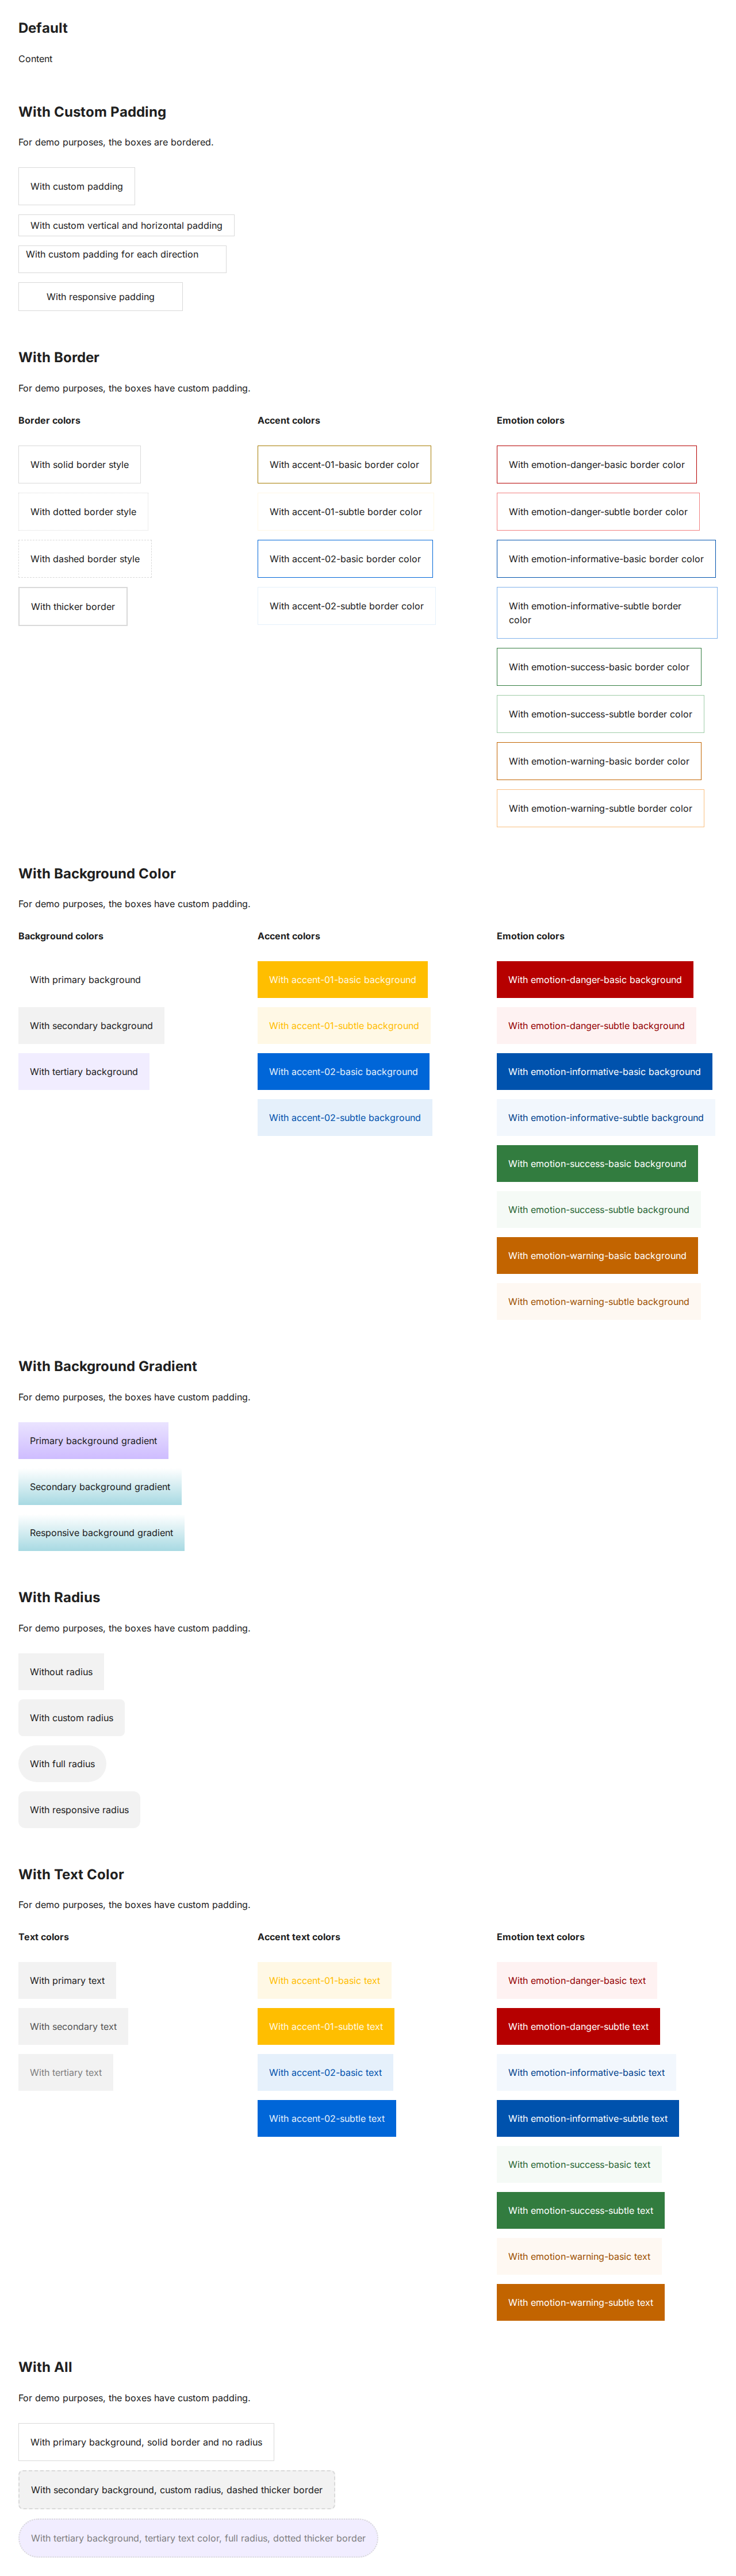 Default
Content
With Custom Padding
For demo purposes, the boxes are bordered.
With custom padding
With custom vertical and horizontal padding
With custom padding for each direction
With responsive padding
With Border
For demo purposes, the boxes have custom padding.
Border colors
With solid border style
With dotted border style
With dashed border style
With thicker border
Accent colors
With accent-01-basic border color
With accent-01-subtle border color
With accent-02-basic border color
With accent-02-subtle border color
Emotion colors
With emotion-danger-basic border color
With emotion-danger-subtle border color
With emotion-informative-basic border color
With emotion-informative-subtle border
color
With emotion-success-basic border color
With emotion-success-subtle border color
With emotion-warning-basic border color
With emotion-warning-subtle border color
With Background Color
For demo purposes, the boxes have custom padding.
Background colors
With primary background
With secondary background
With tertiary background
Accent colors
With accent-01-basic background
With accent-01-subtle background
With accent-02-basic background
With accent-02-subtle background
Emotion colors
With emotion-danger-basic background
With emotion-danger-subtle background
With emotion-informative-basic background
With emotion-informative-subtle background
With emotion-success-basic background
With emotion-success-subtle background
With emotion-warning-basic background
With emotion-warning-subtle background
With Background Gradient
For demo purposes, the boxes have custom padding.
Primary background gradient
Secondary background gradient
Responsive background gradient
With Radius
For demo purposes, the boxes have custom padding.
Without radius
With custom radius
With full radius
With responsive radius
With Text Color
For demo purposes, the boxes have custom padding.
Text colors
With primary text
With secondary text
With tertiary text
Accent text colors
With accent-01-basic text
With accent-01-subtle text
With accent-02-basic text
With accent-02-subtle text
Emotion text colors
With emotion-danger-basic text
With emotion-danger-subtle text
With emotion-informative-basic text
With emotion-informative-subtle text
With emotion-success-basic text
With emotion-success-subtle text
With emotion-warning-basic text
With emotion-warning-subtle text
With All
For demo purposes, the boxes have custom padding.
With primary background, solid border and no radius
With secondary background, custom radius, dashed thicker border
With tertiary background, tertiary text color, full radius, dotted thicker border